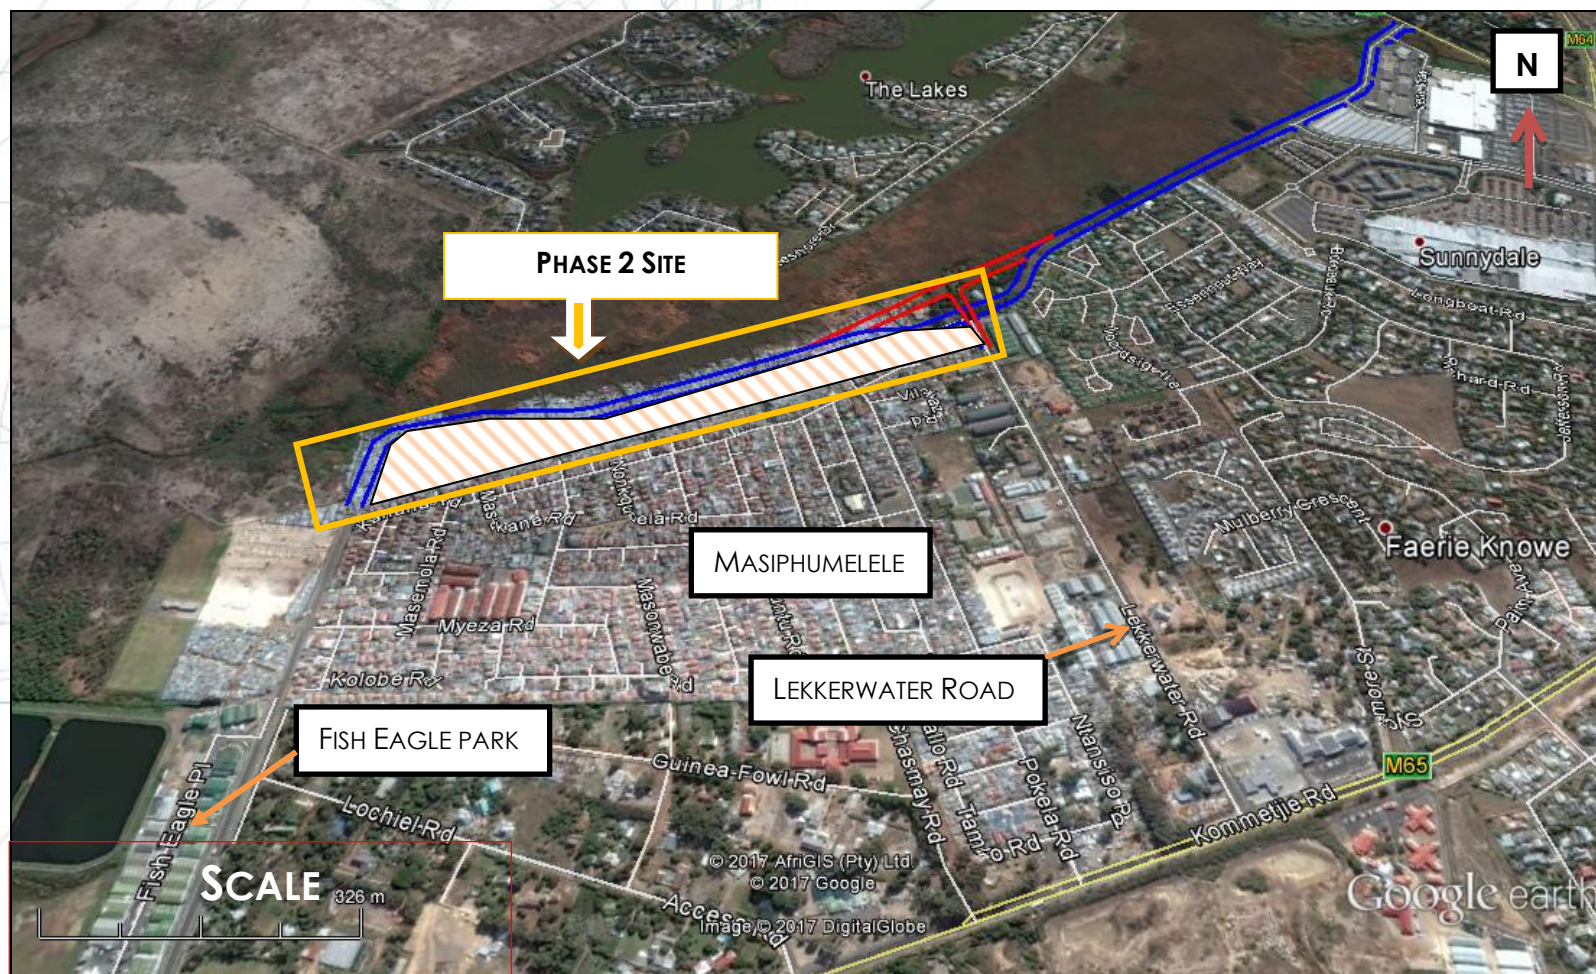 M64
N
The Lakes
PHASE 2 SITE
Sunnydale
Longboat Rd
MASIPHUMELELE
Mulberry Crescent
Faerie Knowe
Masemola Rd
Myeza Rd
Masonwabe Rd
Kolobe Rd
LEKKERWATER ROAD
Lekkerwater Rd
FISH EAGLE PARK
Guinea-Fowl Rd
Ntantsiso Rd
Pokela Rd
M65
Lochiel Rd
Kommetjie Rd
Fish Eagle Pl
SCALE
326 m
© 2017 AfriGIS (Pty) Ltd.
© 2017 Google
Image © 2017 DigitalGlobe
Access Rd
Google earth